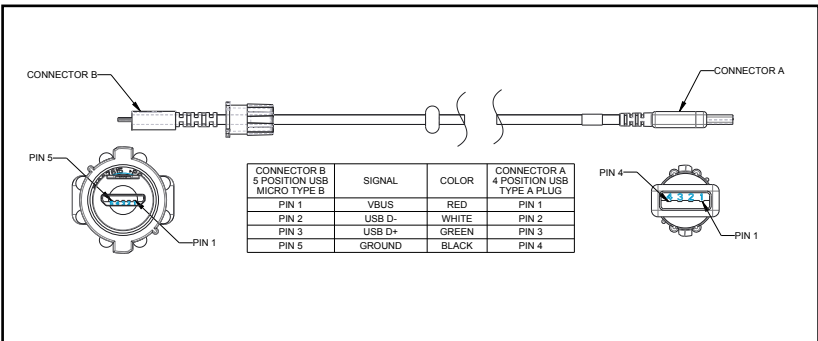 CONNECTOR B
CONNECTOR A
PIN 5
PIN 1
CONNECTOR B
5 POSITION USB
MICRO TYPE B
SIGNAL
COLOR
CONNECTOR A
4 POSITION USB
TYPE A PLUG
PIN 1 VBUS RED PIN 1
PIN 2 USB D- WHITE PIN 2
PIN 3 USB D+ GREEN PIN 3
PIN 5 GROUND BLACK PIN 4
PIN 4
4 3 2 1
PIN 1